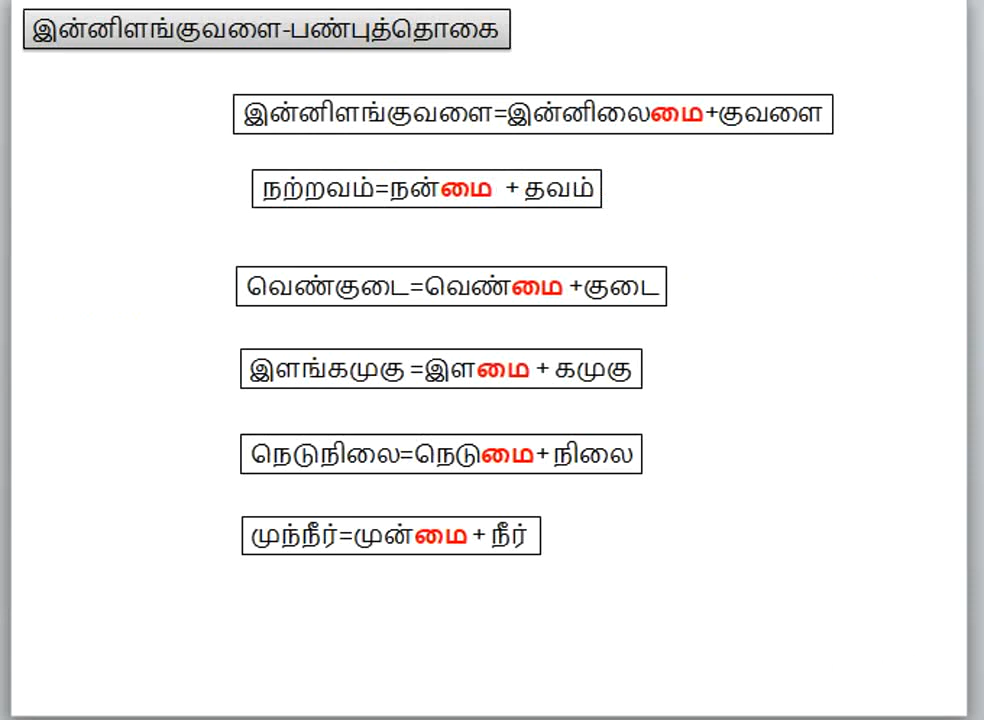 இன்னிளங்குவளை-பண்புத்தொகை
இன்னிளங்குவளை=இன்னிலைமை+குவளை
நற்றவம்=நன்மை + தவம்
வெண்குடை=வெண்மை +குடை
இளங்கமுகு =இளமை + கமுகு
நெடுநிலை=நெடுமை+ நிலை
முந்நீர்=முன்மை + நீர்